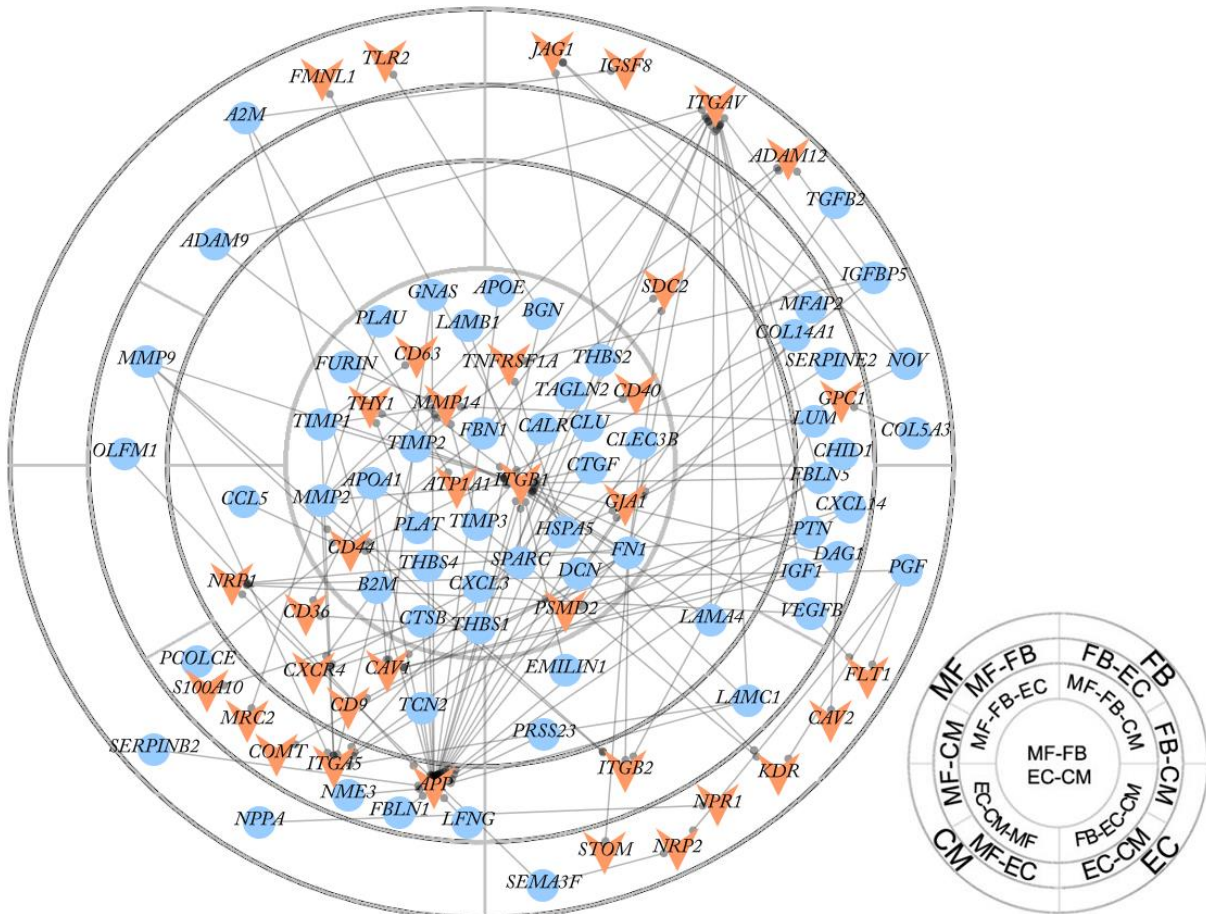 JAG1
TLR2
IGSF8
FMNL1
ITGAV
A2M
ADAM12
TGFB2
ADAM9
IGFBP5
SDC2
GNAS
APOE
MFAP2
BGN
PLAU
LAMB1
COL14A1
MMP9
FURIN
CD63
TNFRSF1A
THBS2
SERPINE2
NOV
TAGLN2
CD40
GPC1
THY1
MMP14
TIMP1
FBN1
CALR
CLU
LUM
COL5A3
OLFM1
TIMP2
CLEC3B
CHID1
CTGF
APOA1
ATP1A1
ITGB1
FBLN5
CCL5
MMP2
GJA1
CXCL14
PLAT
TIMP3
HSPA5
PTN
CD44
FN1
DAG1
NRP1
THBS4
SPARC
DCN
IGF1
PGF
B2M
CXCL3
CD36
CTSB
THBS1
PSMD2
LAMA4
VEGFB
PCOLCE
S100A10
CXCR4
CAV1
EMILIN1
FLT1
MRC2
CD9
TCN2
LAMC1
CAV2
SERPINB2
COMT
ITGA5
PRSS23
NME3
APP
ITGB2
KDR
NPPA
FBLN1
LFNG
NPR1
STOM
NRP2
SEMA3F
MF
MF-FB
FB-EC
FB
MF-FB-EC
MF-FB-CM
MF-CM
MF-FB
EC-CM
FB-CM
EC-CM-MF
FB-EC-CM
CM
MF-EC
EC-CM
EC